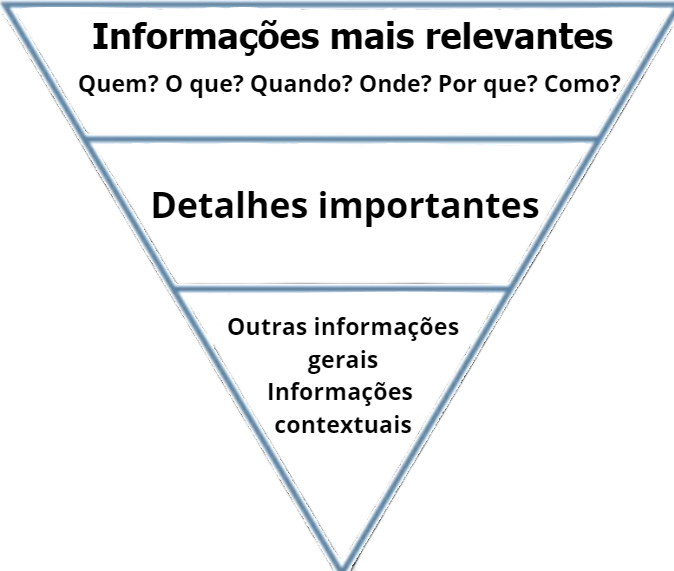 Informações mais relevantes
Quem? O que? Quando? Onde? Por que? Como?
Detalhes importantes
Outras informações
gerais
Informações
contextuais